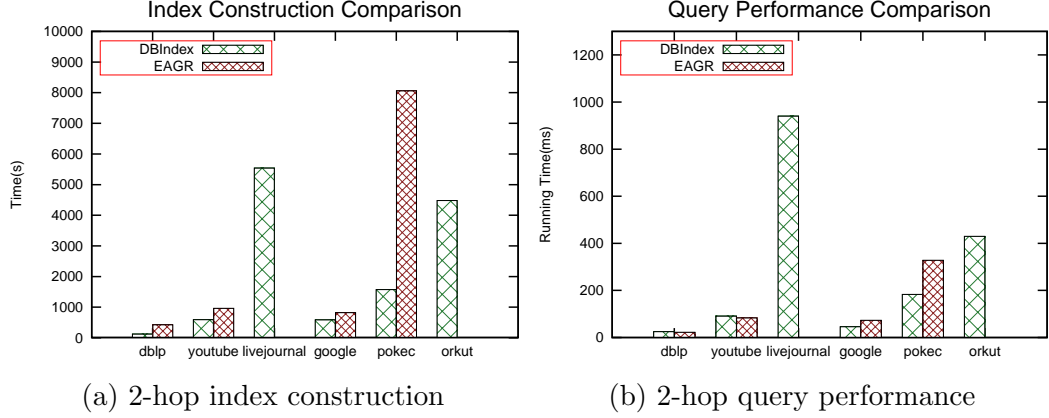 Index Construction Comparison
10000
9000
8000
7000
6000
5000
4000
3000
2000
1000
0
Time(s)
DBIndex
EAGR
dblp youtube livejournal google pokec orkut
(a) 2-hop index construction
Query Performance Comparison
1200
1000
800
600
400
200
0
Running Time(ms)
DBIndex
EAGR
dblp youtube livejournal google pokec orkut
(b) 2-hop query performance